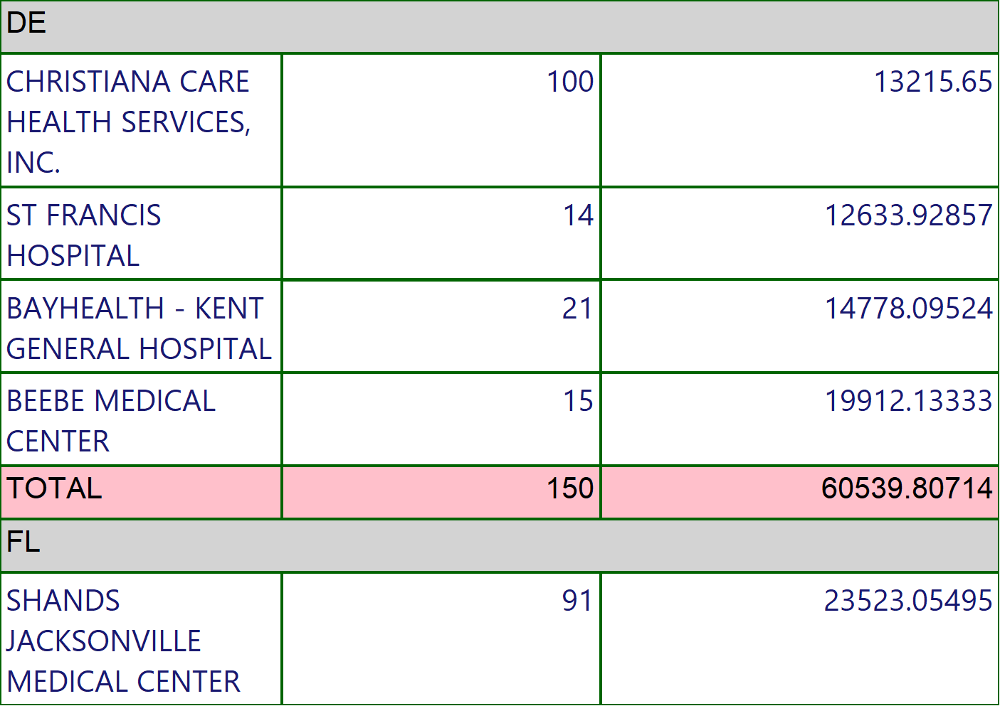 DE
CHRISTIANA CARE 100 13215.65
HEALTH SERVICES,
INC.
ST FRANCIS 14 12633.92857
HOSPITAL
BAYHEALTH - KENT 21 14778.09524
GENERAL HOSPITAL
BEEBE MEDICAL 15 19912.13333
CENTER
TOTAL 150 60539.80714
FL
SHANDS 91 23523.05495
JACKSONVILLE
MEDICAL CENTER